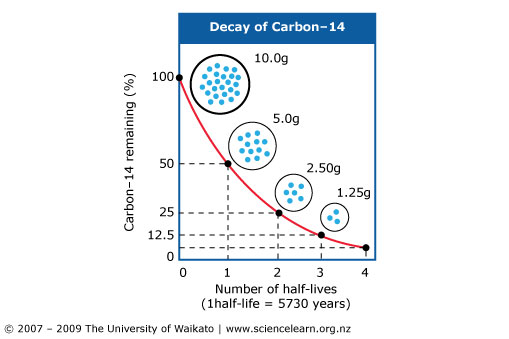 Decay of Carbon–14
10.0g
5.0g
2.50g
1.25g
Carbon–14 remaining (%)
100
50
25
12.5
0
0 1 2 3 4
Number of half-lives
(1half-life = 5730 years)
© 2007 – 2009 The University of Waikato | www.sciencelearn.org.nz